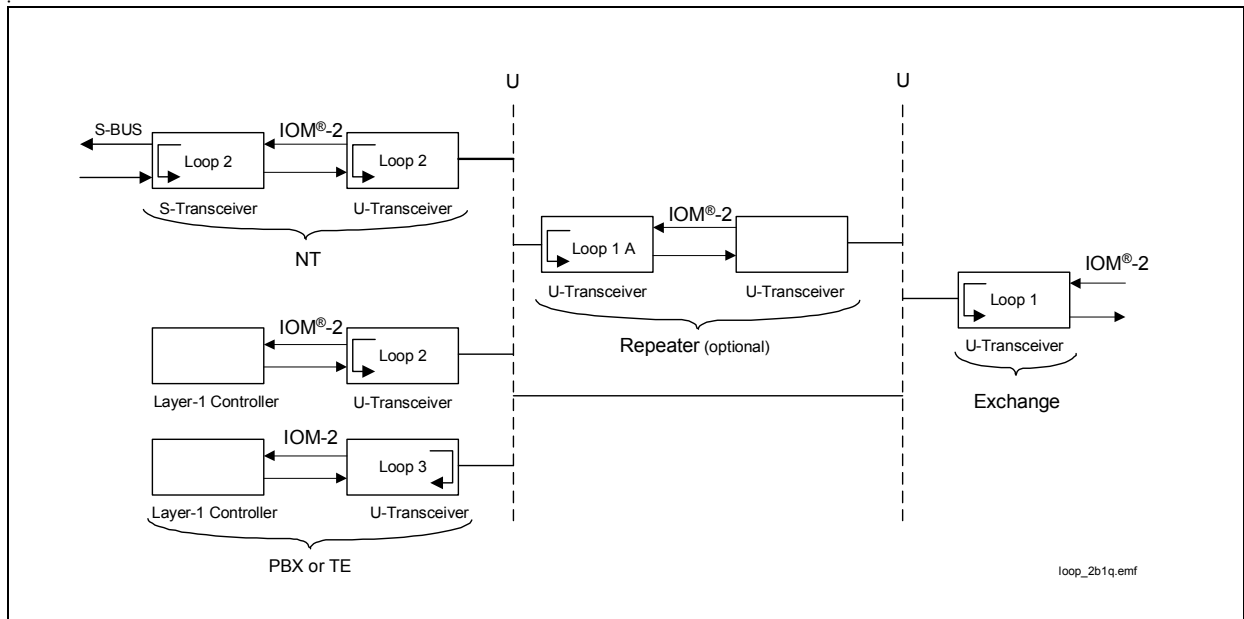 U
U
S-BUS
IOM®-2
Loop 2
Loop 2
S-Transceiver
U-Transceiver
NT
IOM®-2
Loop 1 A
U-Transceiver
U-Transceiver
Repeater (optional)
IOM®-2
Loop 1
U-Transceiver
Exchange
IOM®-2
Loop 2
Layer-1 Controller
U-Transceiver
IOM-2
Loop 3
Layer-1 Controller
U-Transceiver
PBX or TE
loop_2b1q.emf